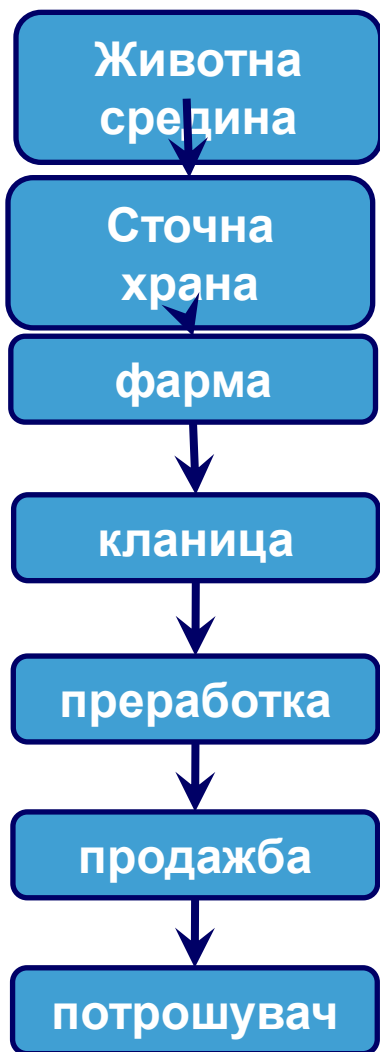 Животна
средина
Сточна
храна
фарма
кланица
преработка
продажба
потрошувач